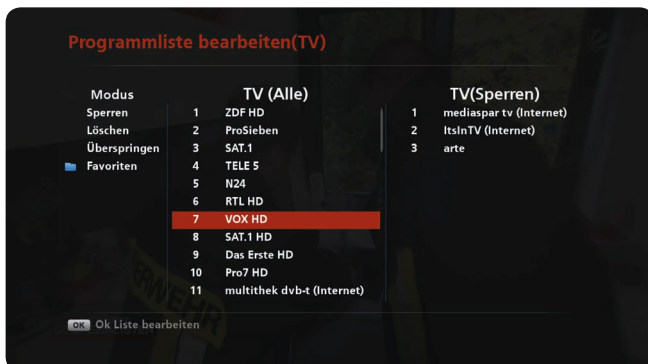 Programmliste bearbeiten(TV)
Modus
Sperren
Löschen
Überspringen
Favoriten
TV (Alle)
1 ZDF HD
2 ProSieben
3 SAT.1
4 TELE 5
5 N24
6 RTL HD
7 VOX HD
8 SAT.1 HD
9 Das Erste HD
10 Pro7 HD
11 multithek dvb-t (Internet)
TV(Sperren)
1 mediaspar tv (Internet)
2 ItsInTV (Internet)
3 arte
OK Ok Liste bearbeiten